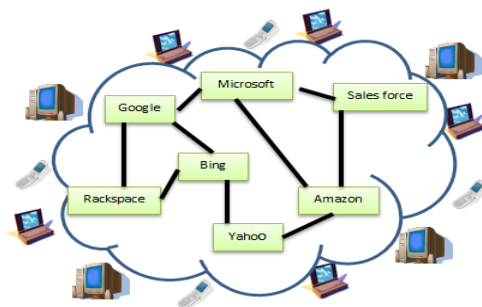 Microsoft
Sales force
Google
Bing
Rackspace
Amazon
YahoO